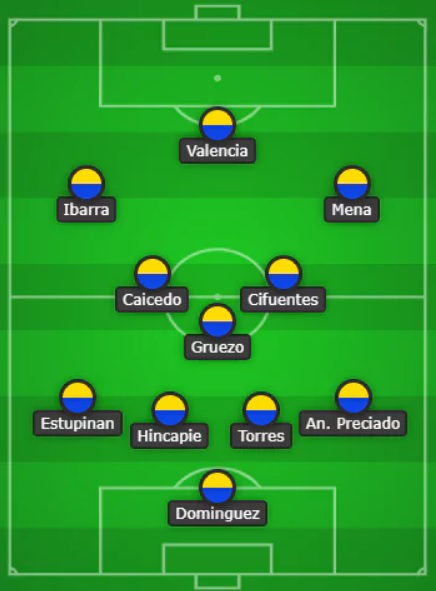 Valencia
Ibarra
Mena
Caicedo
Cifuentes
Gruezo
Estupinan
Hincapie
Torres
An. Preciado
Dominguez